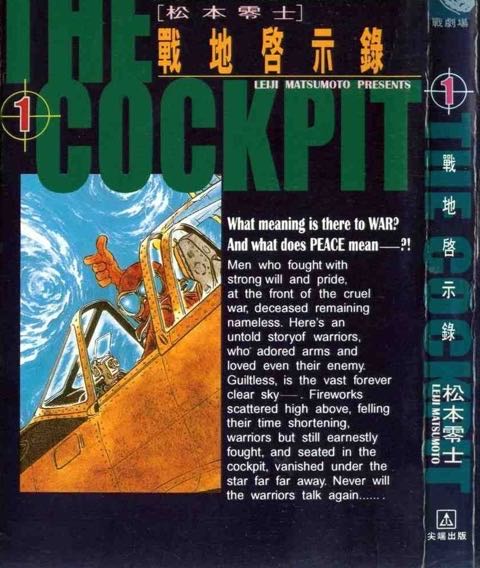 [松本零士]
戰地啓示錄
LEIJI MATSUMOTO PRESENTS
THE
COCKPIT
1
What meaning is there to WAR?
And what does PEACE mean——?!
Men who fought with
strong will and pride,
at the front of the cruel
war, deceased remaining
nameless. Here's an
untold storyof warriors,
who' adored arms and
loved even their enemy.
Guiltless, is the vast forever
clear sky——. Fireworks
scattered high above, felling
their time shortening,
warriors but still earnestly
fought, and seated in the
cockpit, vanished under the
star far far away. Never will
the warriors talk again......
戰劇場
1
THE COCKPIT
戰地啓示錄
松本零士
LEIJI MATSUMOTO
尖端出版